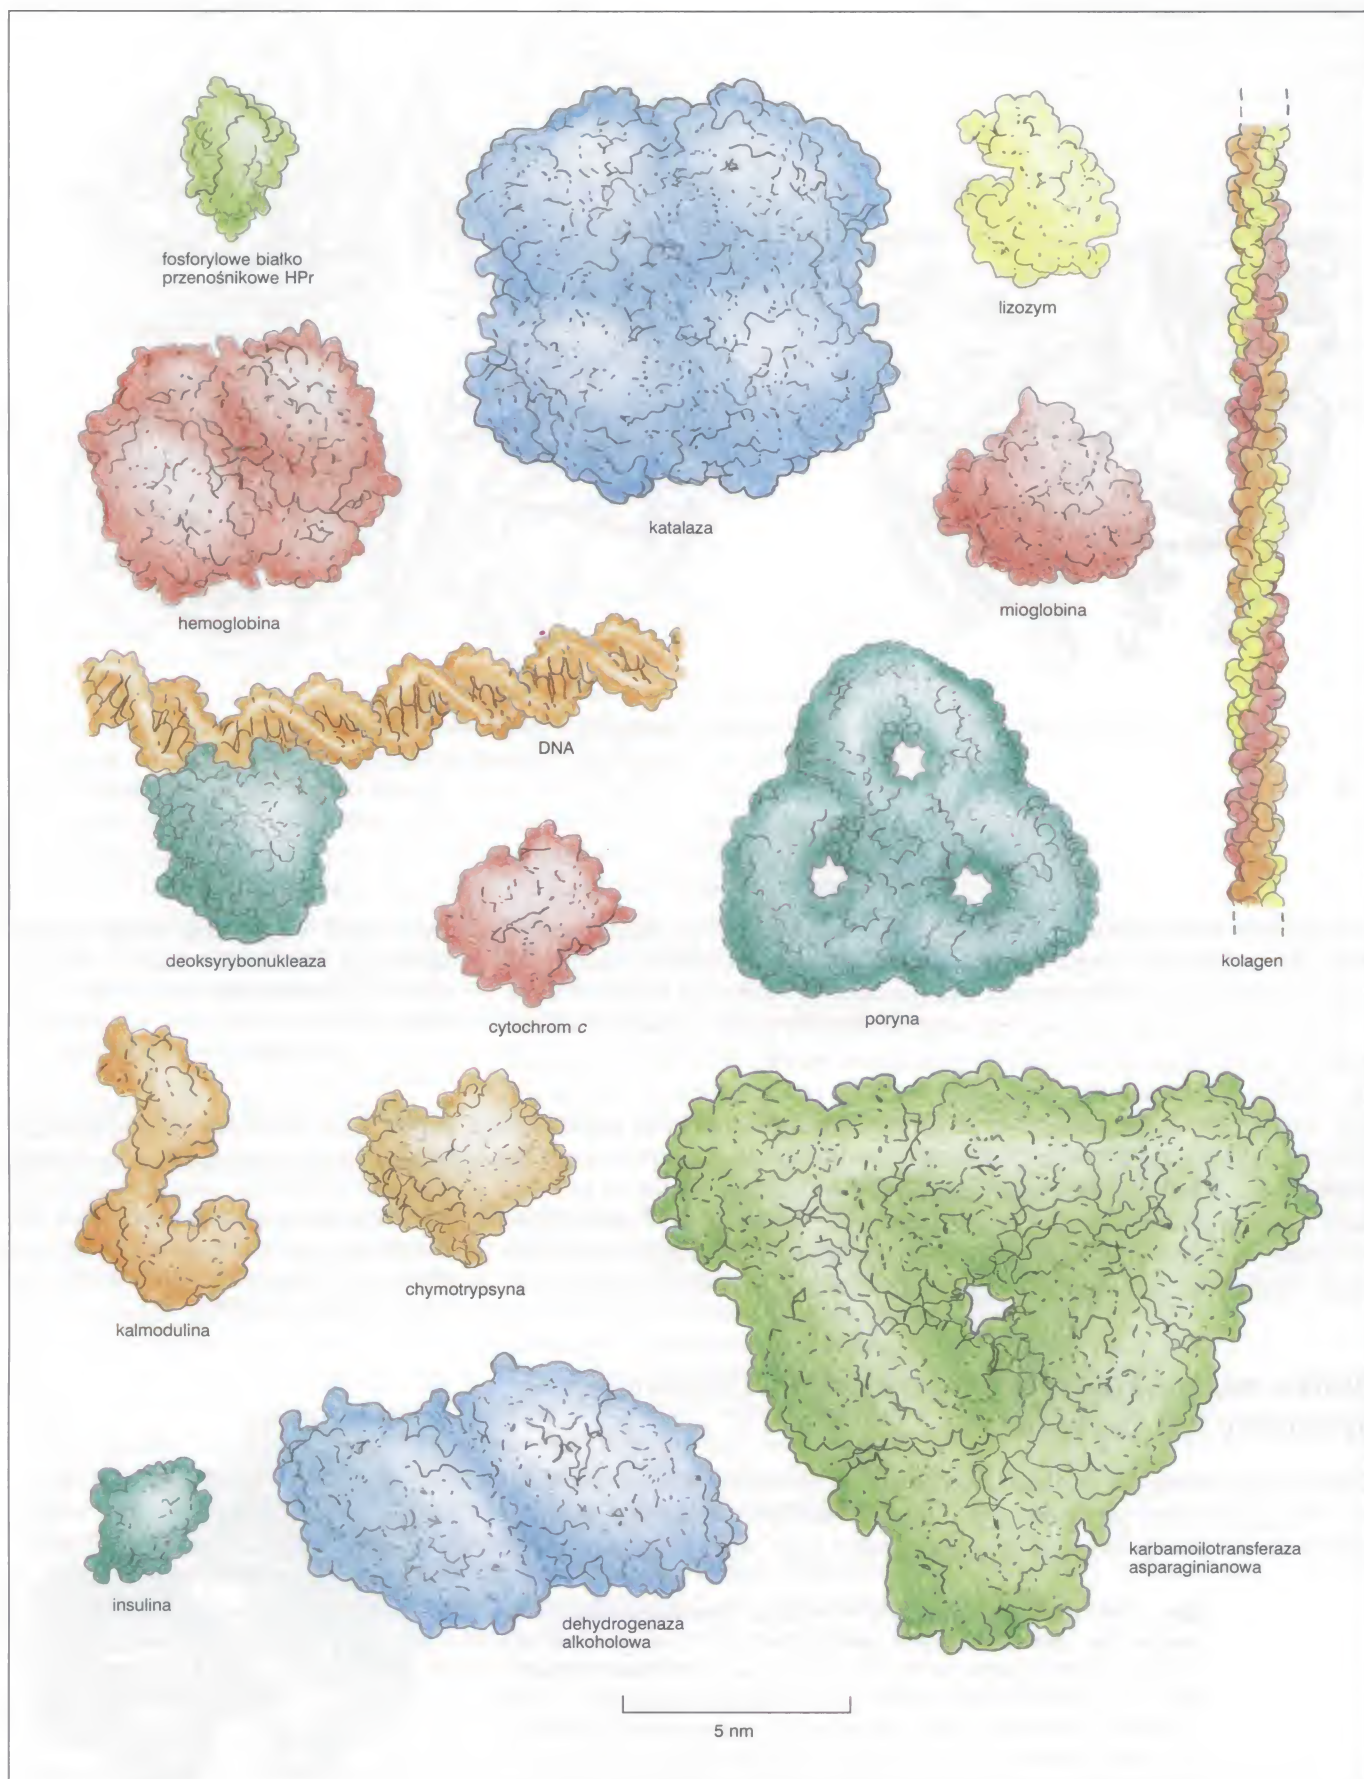 fosforylowe białko
przenośnikowe HPr
lizozym
katalaza
hemoglobina
mioglobina
DNA
deoksyrybonukleaza
kolagen
cytochrom c
poryna
chymotrypsyna
kalmodulina
karbamoilotransferaza
asparaginianowa
insulina
dehydrogenaza
alkoholowa
5 nm